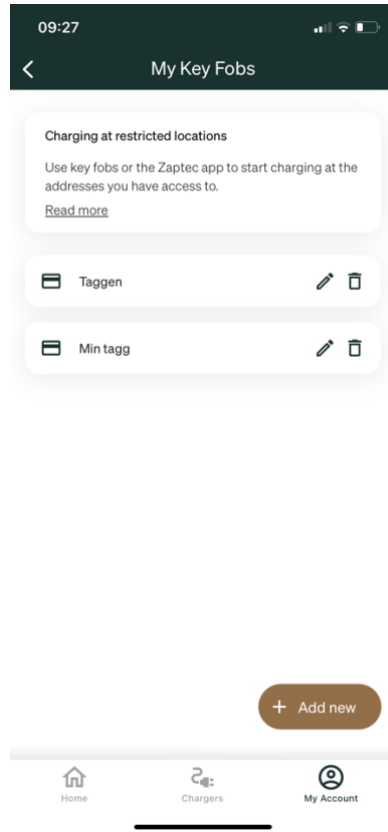 09:27
My Key Fobs
Charging at restricted locations
Use key fobs or the Zaptec app to start charging at the
addresses you have access to.
Read more
Taggen
Min tagg
+ Add new
Home
Chargers
My Account